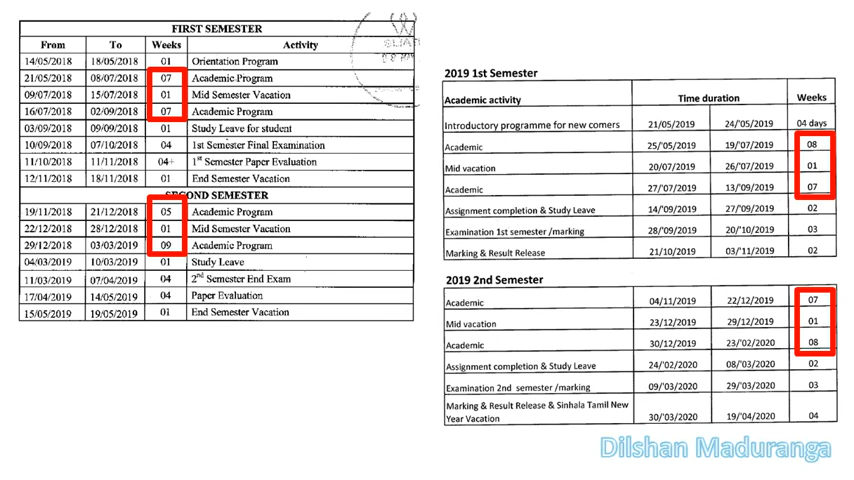 FIRST SEMESTER
From To Weeks Activity
14/05/2018 18/05/2018 01 Orientation Program
21/05/2018 08/07/2018 07 Academic Program
09/07/2018 15/07/2018 01 Mid Semester Vacation
16/07/2018 02/09/2018 07 Academic Program
03/09/2018 09/09/2018 01 Study Leave for student
10/09/2018 07/10/2018 04 1st Semester Final Examination
11/10/2018 11/11/2018 04+ 1st Semester Paper Evaluation
12/11/2018 18/11/2018 01 End Semester Vacation
SECOND SEMESTER
19/11/2018 21/12/2018 05 Academic Program
22/12/2018 28/12/2018 01 Mid Semester Vacation
29/12/2018 03/03/2019 09 Academic Program
04/03/2019 10/03/2019 01 Study Leave
11/03/2019 07/04/2019 04 2nd Semester End Exam
17/04/2019 14/05/2019 04 Paper Evaluation
15/05/2019 19/05/2019 01 End Semester Vacation
2019 1st Semester
Academic activity Time duration Weeks
Introductory programme for new comers 21/05/2019 24/'05/2019 04 days
Academic 25/'05/2019 19/'07/2019 08
Mid vacation 20/07/2019 26/'07/2019 01
Academic 27/'07/2019 13/'09/2019 07
Assignment completion & Study Leave 14/'09/2019 27/'09/2019 02
Examination 1st semester /marking 28/'09/2019 20/'10/2019 03
Marking & Result Release 21/10/2019 03/'11/2019 02
2019 2nd Semester
Academic 04/11/2019 22/12/2019 07
Mid vacation 23/12/2019 29/12/2019 01
Academic 30/12/2019 23/'02/2020 08
Assignment completion & Study Leave 24/'02/2020 08/'03/2020 02
Examination 2nd semester /marking 09/'03/2020 29/'03/2020 03
Marking & Result Release & Sinhala Tamil New
Year Vacation 30/'03/2020 19/'04/2020 04
Dilshan Maduranga